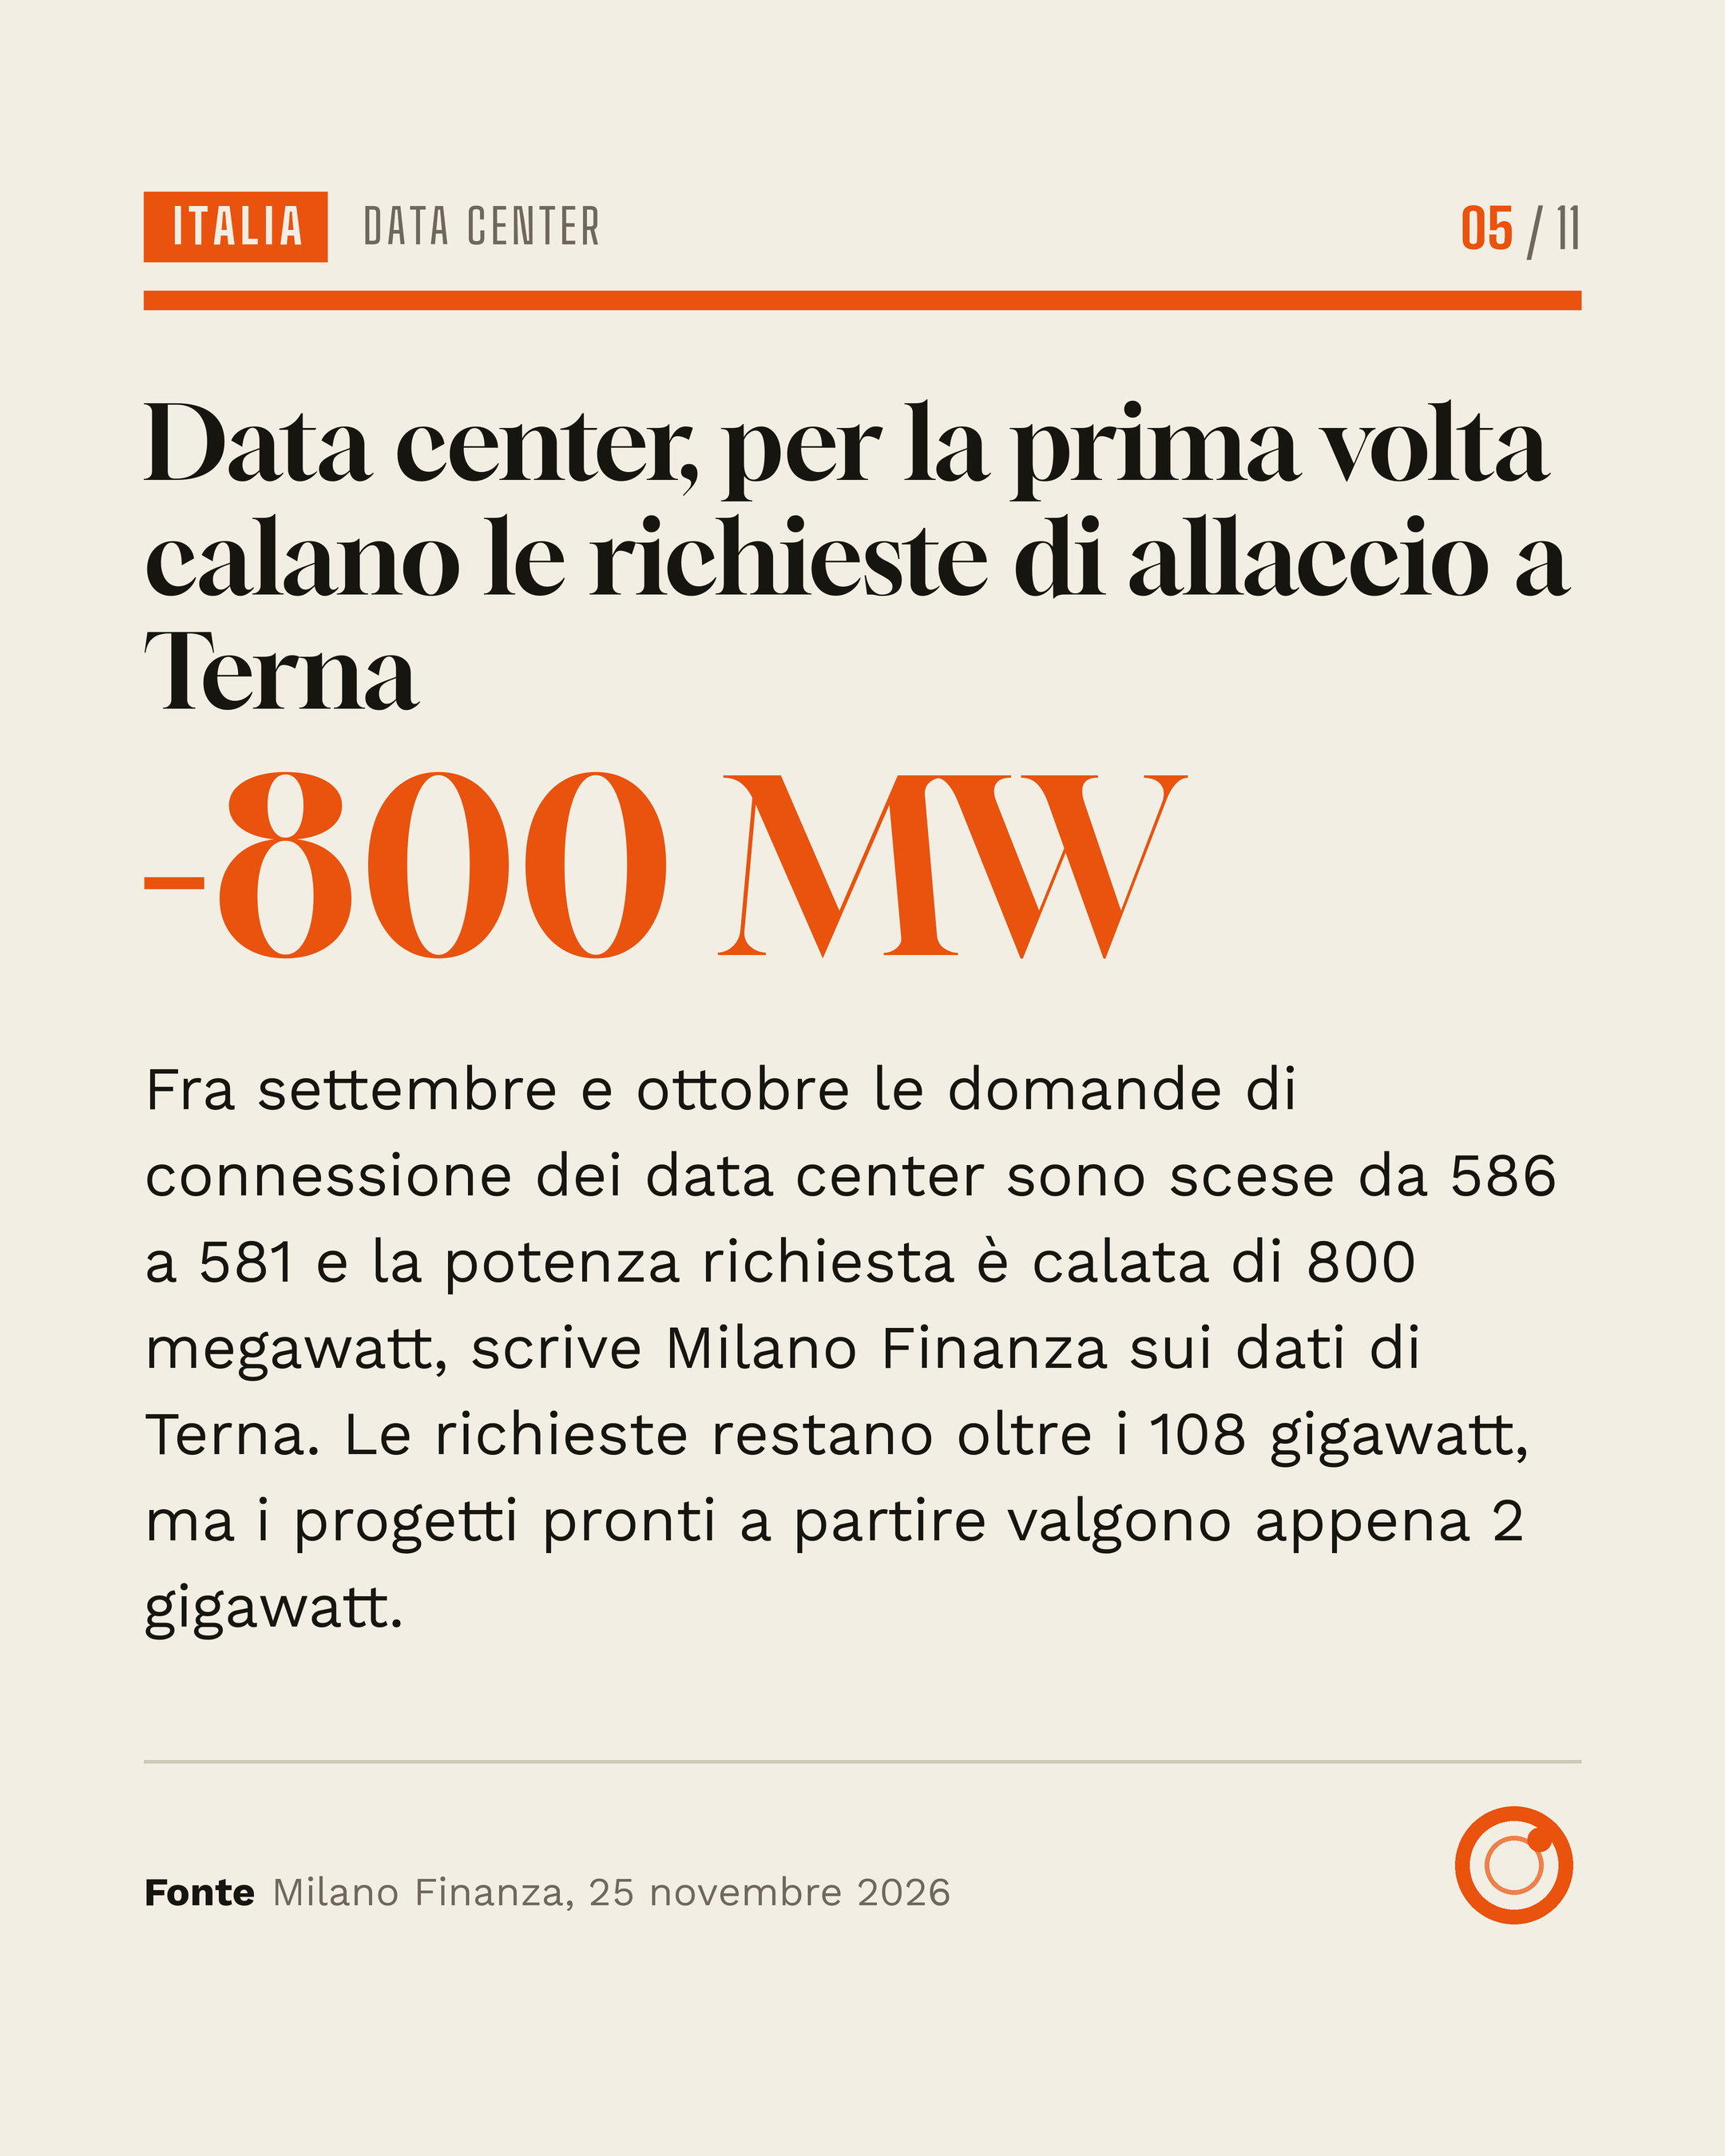 ITALIA DATA CENTER 05 / 11
Data center, per la prima volta
calano le richieste di allaccio a
Terna
–800 MW
Fra settembre e ottobre le domande di
connessione dei data center sono scese da 586
a 581 e la potenza richiesta è calata di 800
megawatt, scrive Milano Finanza sui dati di
Terna. Le richieste restano oltre i 108 gigawatt,
ma i progetti pronti a partire valgono appena 2
gigawatt.
Fonte Milano Finanza, 25 novembre 2026